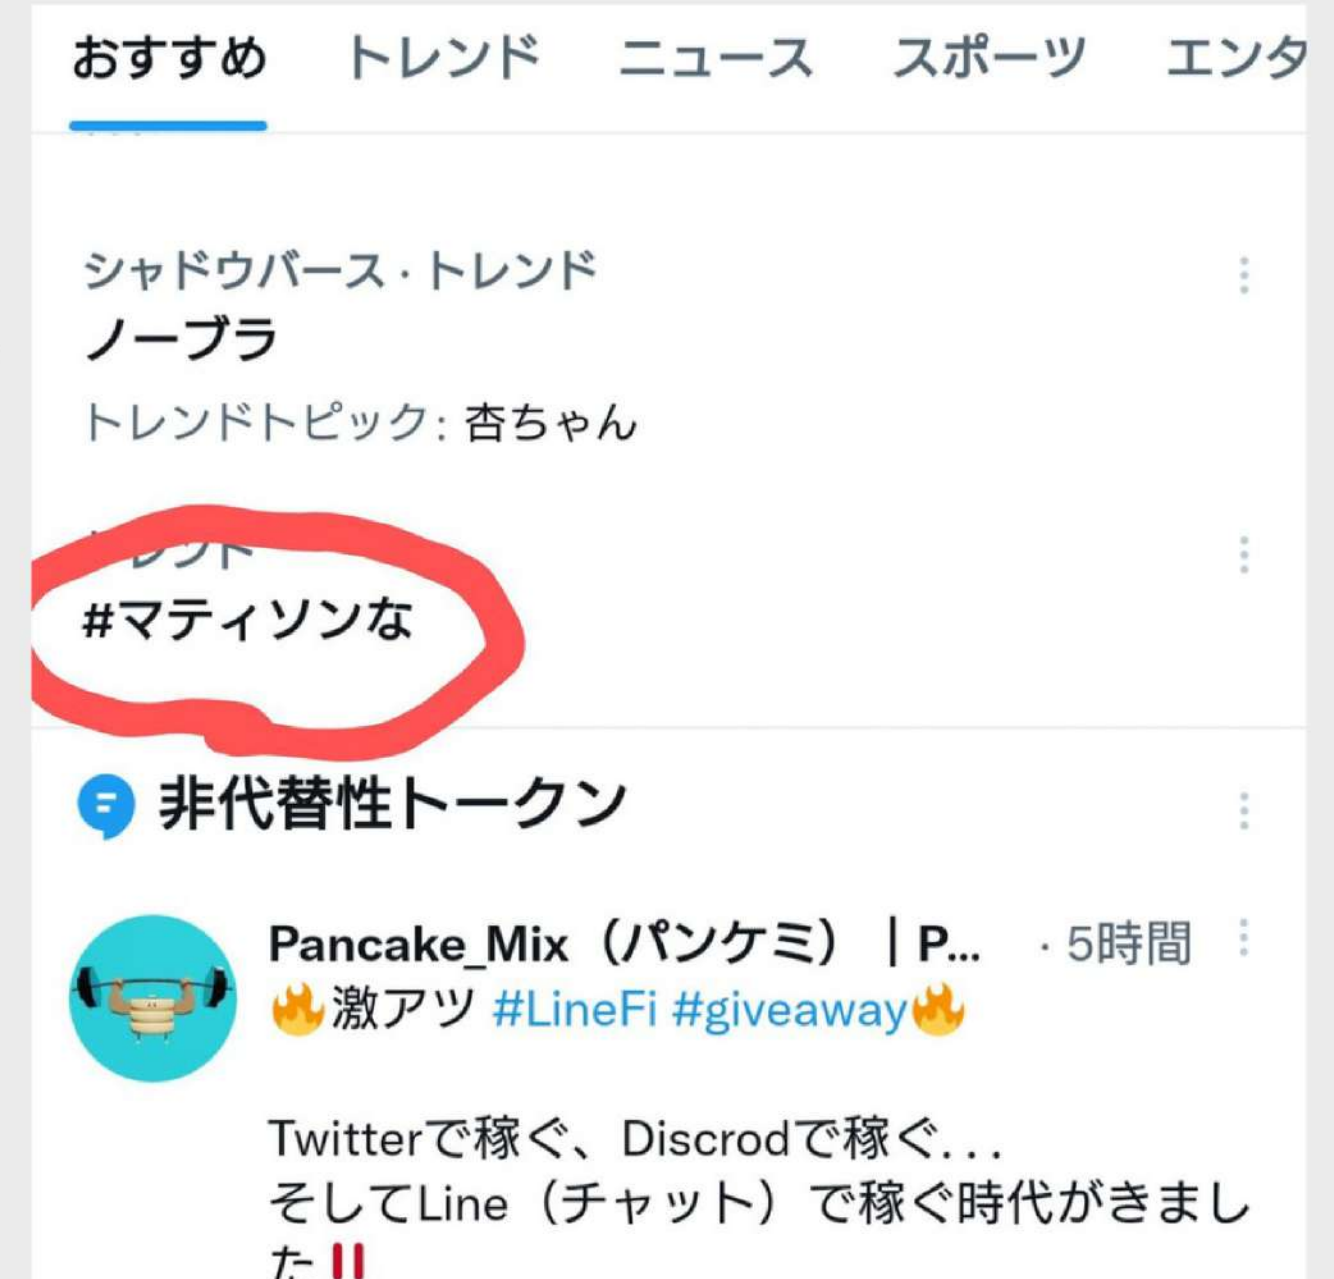 おすすめ トレンド ニュース スポーツ エンタ
シャドウバース · トレンド
ノーブラ
トレンドトピック: 杏ちゃん
トレンド
#マティソンな
非代替性トークン
Pancake_Mix（パンケミ）｜P... · 5時間
🔥激アツ #LineFi #giveaway🔥
Twitterで稼ぐ、Discrodで稼ぐ...
そしてLine（チャット）で稼ぐ時代がきまし
た‼